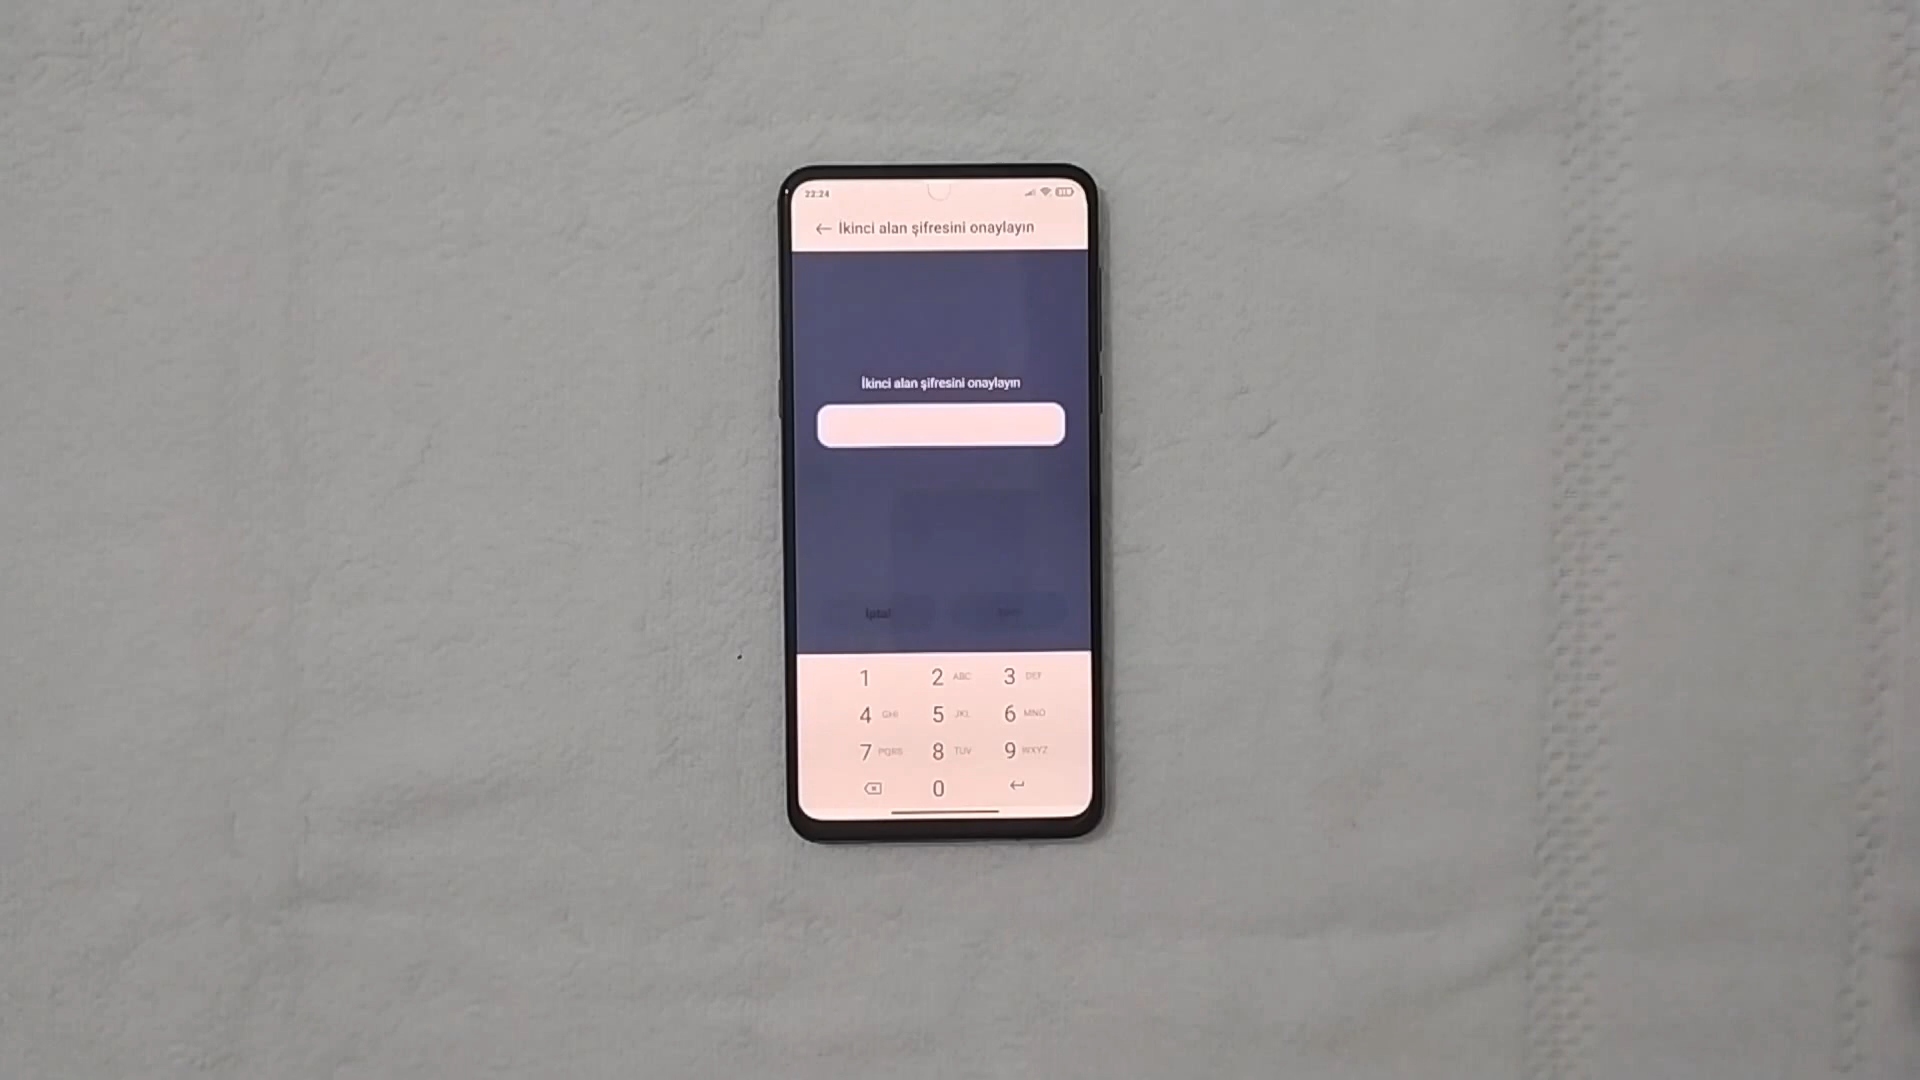 22:24
İkinci alan şifresini onaylayın
İkinci alan şifresini onaylayın
İptal
1 2 ABC 3 DEF
4 GHI 5 JKL 6 MNO
7 PQRS 8 TUV 9 WXYZ
0